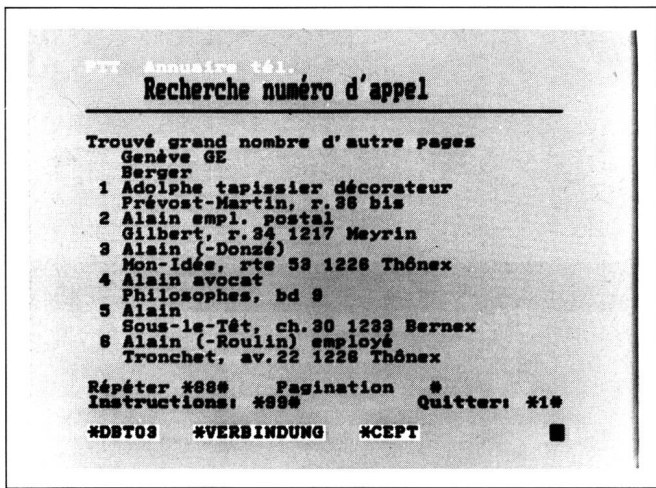 PTT Annuaire tél.
Recherche numéro d'appel
Trouvé grand nombre d'autre pages
Genève GE
Berger
1 Adolphe tapissier décorateur
Prévost-Martin, r.36 bis
2 Alain empl. postal
Gilbert, r.34 1217 Meyrin
3 Alain (-Donzé)
Mon-Idée, rte 53 1226 Thônex
4 Alain avocat
Philosophes, bd 9
5 Alain
Sous-le-Têt, ch.30 1233 Bernex
6 Alain (-Roulin) employé
Tronchet, av.22 1226 Thônex
Répéter *68# Pagination #
Instructions: *99# Quitter: *1#
*DBT03 *VERBINDUNG *CEPT